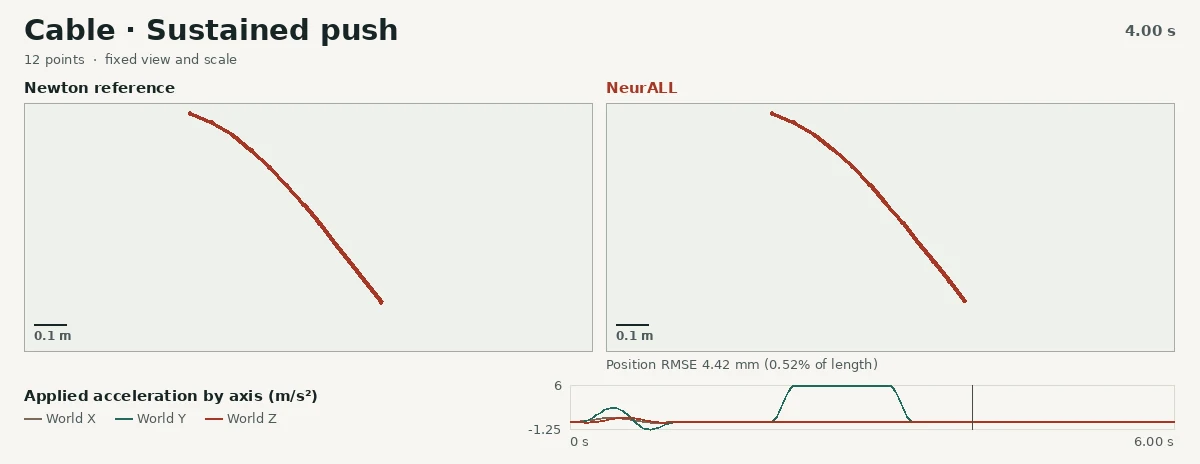 Cable · Sustained push
4.00 s
12 points · fixed view and scale
Newton reference
NeurALL
0.1 m
0.1 m
Position RMSE 4.42 mm (0.52% of length)
Applied acceleration by axis (m/s²)
World X World Y World Z
6
-1.25
0 s
6.00 s